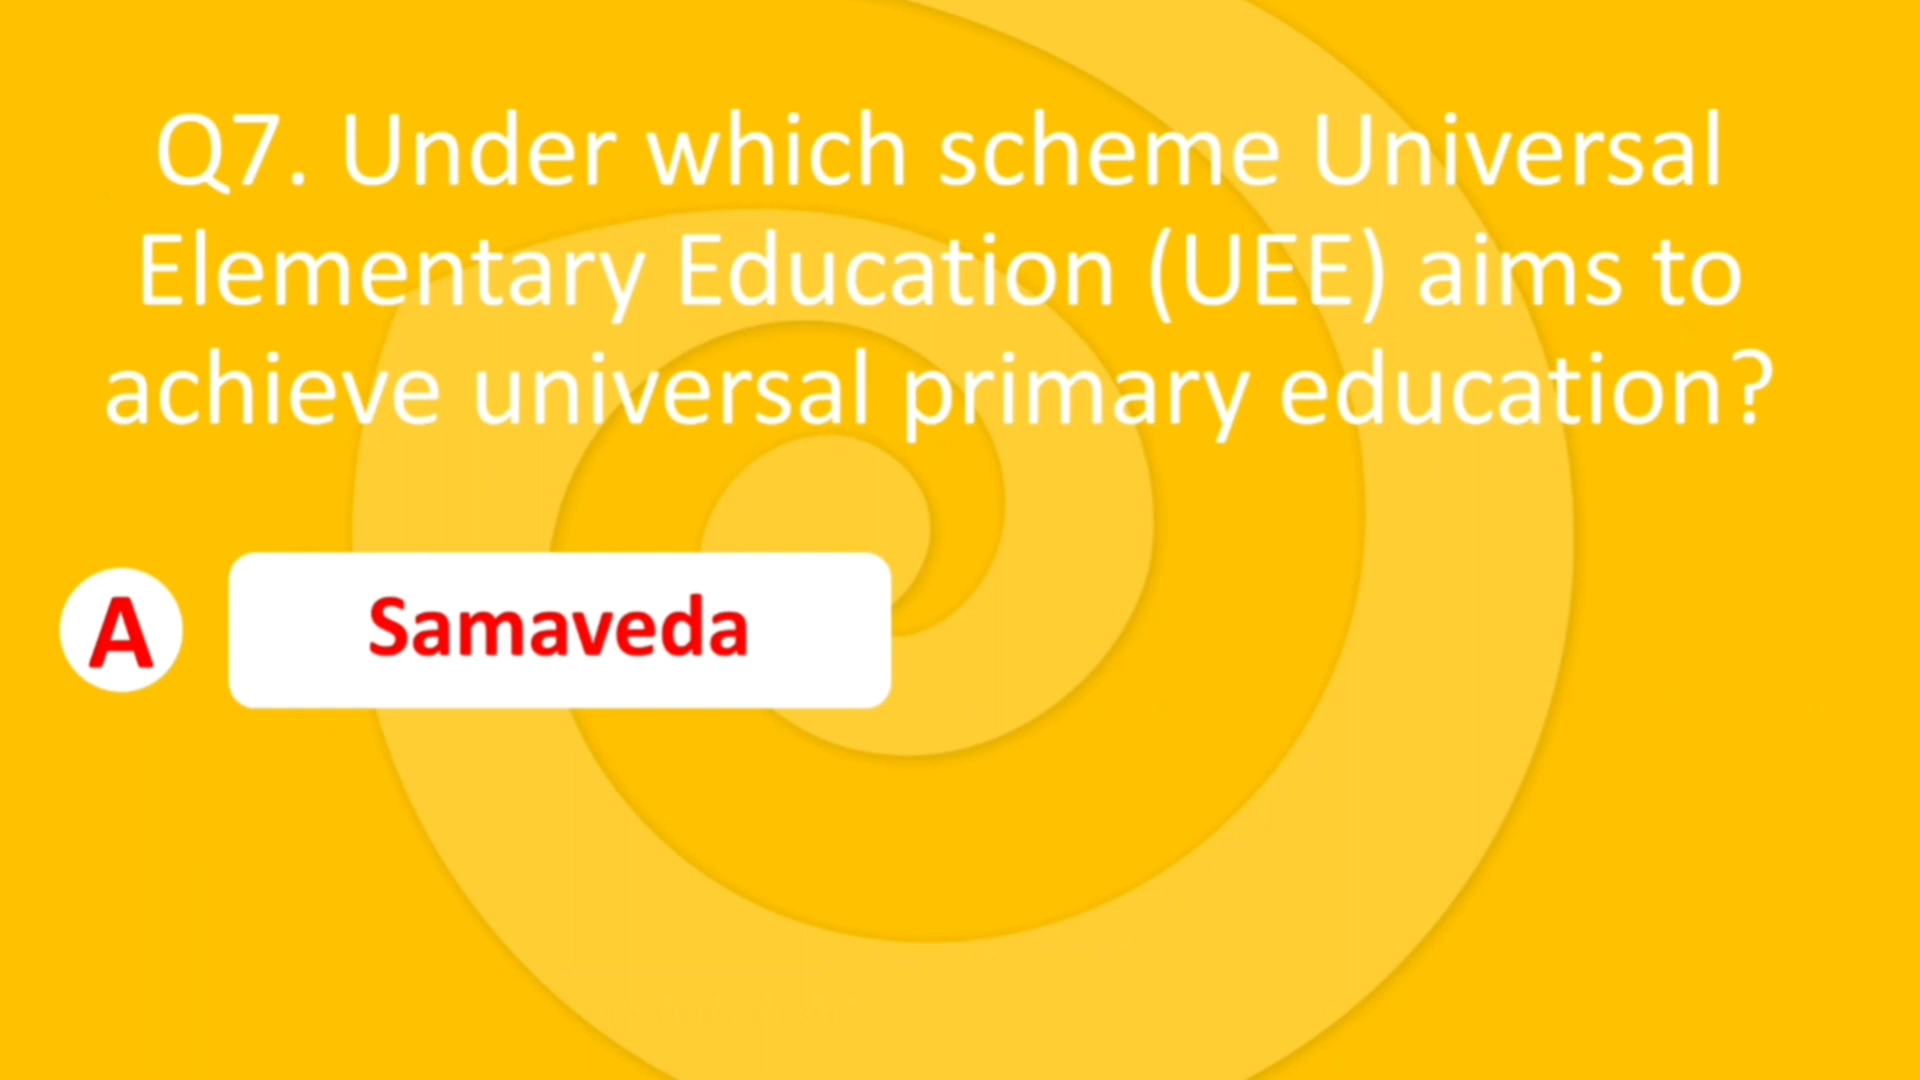 Q7. Under which scheme Universal
Elementary Education (UEE) aims to
achieve universal primary education?
A
Samaveda